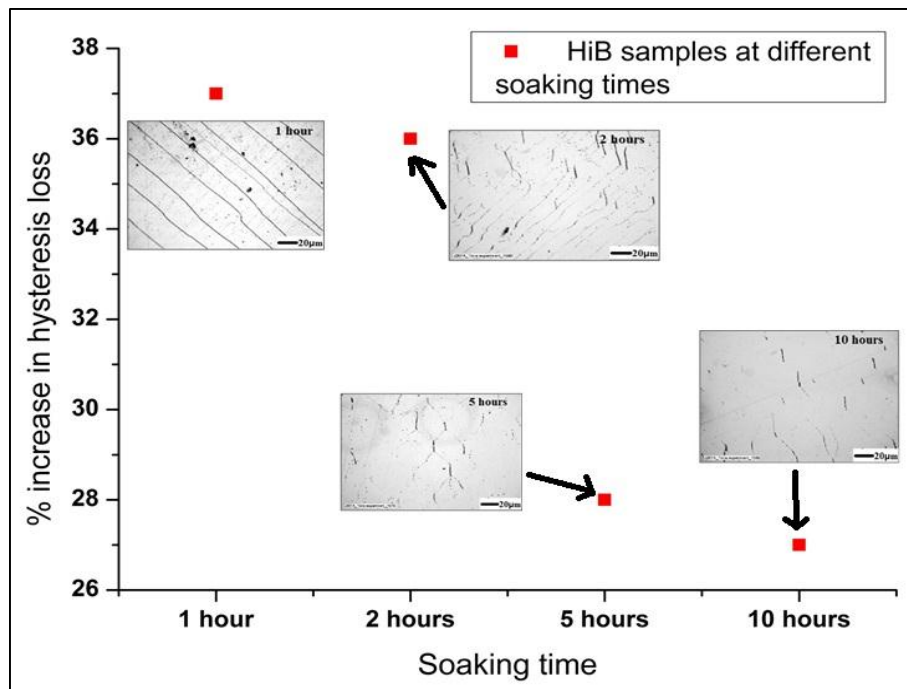 HiB samples at different
soaking times
% increase in hysteresis loss
38
36
34
32
30
28
26
1 hour
20µm
2 hours
20µm
5 hours
20µm
10 hours
20µm
1 hour
2 hours
5 hours
10 hours
Soaking time